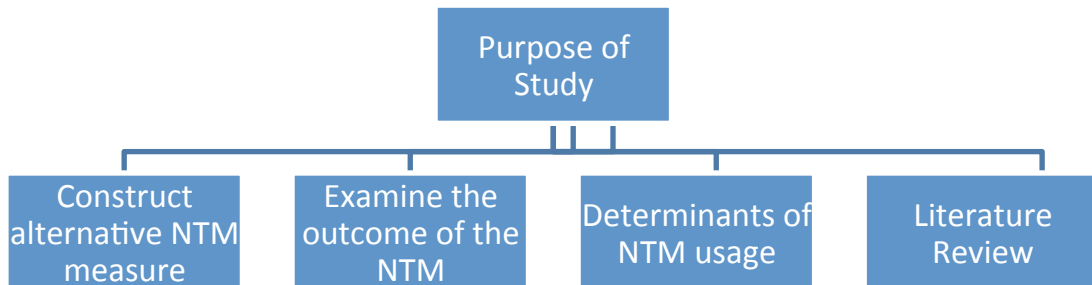 Purpose of
Study
Construct
alternative NTM
measure
Examine the
outcome of the
NTM
Determinants of
NTM usage
Literature
Review